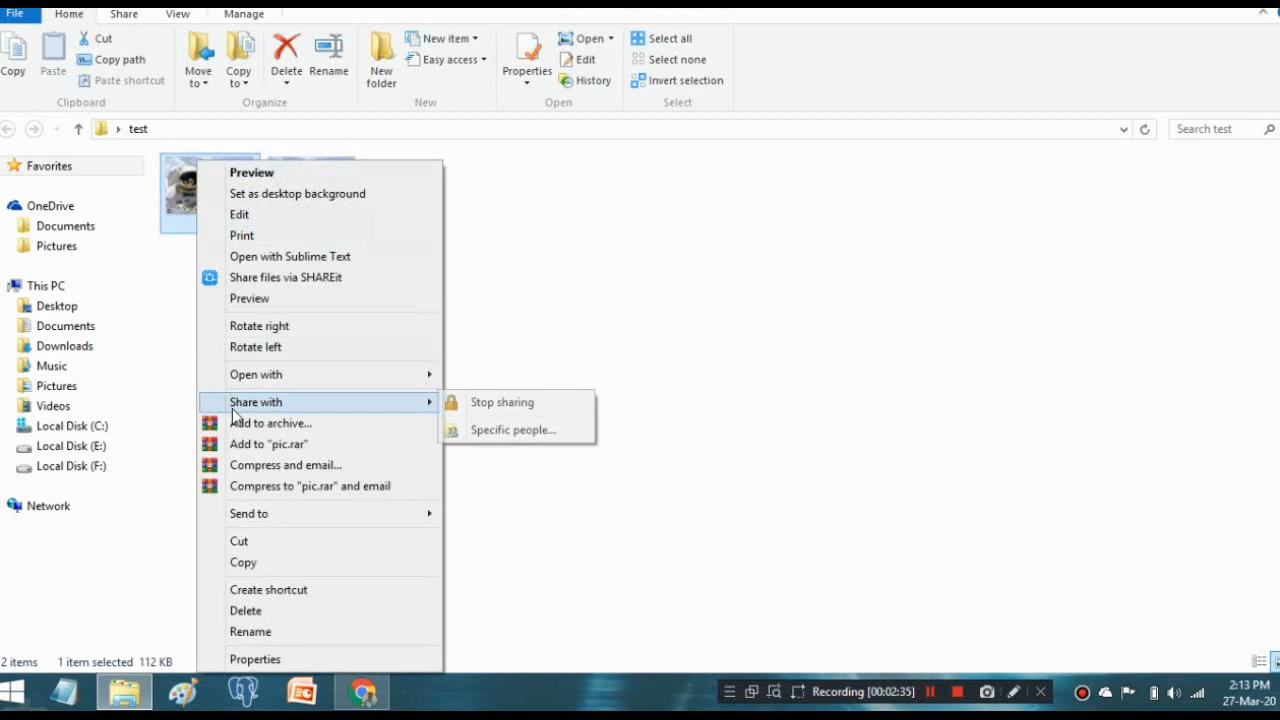 File Home Share View Manage
Copy
Paste
Cut
Copy path
Paste shortcut
Clipboard
Move to
Copy to
Delete
Rename
Organize
New folder
New item
Easy access
New
Properties
Open
Edit
History
Open
Select all
Select none
Invert selection
Select
test
Search test
Favorites
OneDrive
Documents
Pictures
This PC
Desktop
Documents
Downloads
Music
Pictures
Videos
Local Disk (C:)
Local Disk (E:)
Local Disk (F:)
Network
Preview
Set as desktop background
Edit
Print
Open with Sublime Text
Share files via SHAREit
Preview
Rotate right
Rotate left
Open with
Share with
Stop sharing
Specific people...
Add to archive...
Add to "pic.rar"
Compress and email...
Compress to "pic.rar" and email
Send to
Cut
Copy
Create shortcut
Delete
Rename
Properties
2 items 1 item selected 112 KB
Recording [00:02:35]
2:13 PM
27-Mar-20